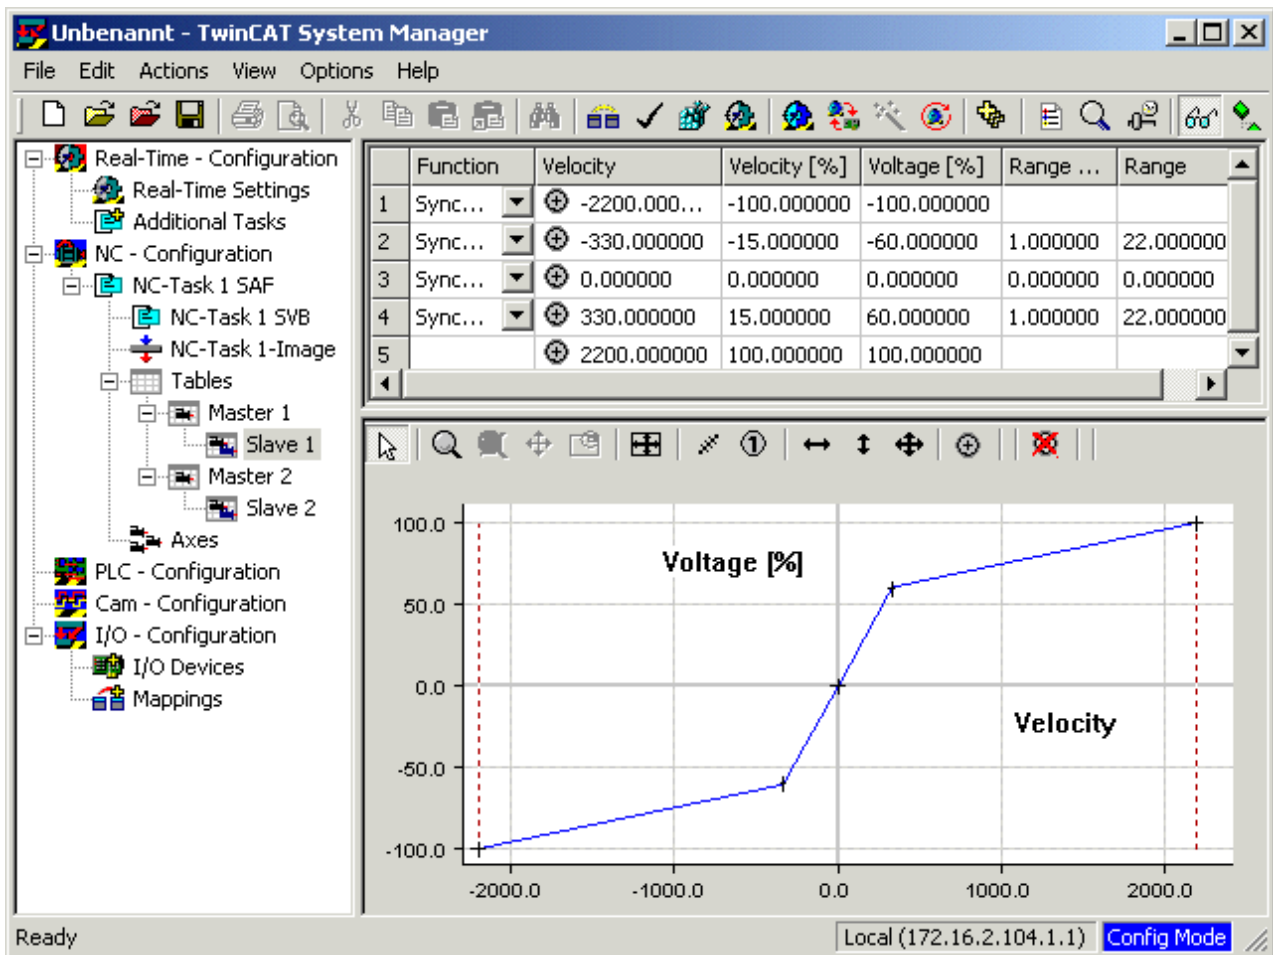 Unbenannt - TwinCAT System Manager
File Edit Actions View Options Help
Real-Time - Configuration
Real-Time Settings
Additional Tasks
NC - Configuration
NC-Task 1 SAF
NC-Task 1 SVB
NC-Task 1-Image
Tables
Master 1
Slave 1
Master 2
Slave 2
Axes
PLC - Configuration
Cam - Configuration
I/O - Configuration
I/O Devices
Mappings
Function Velocity Velocity [%] Voltage [%] Range ... Range
1 Sync... -2200.000... -100.000000 -100.000000
2 Sync... -330.000000 -15.000000 -60.000000 1.000000 22.000000
3 Sync... 0.000000 0.000000 0.000000 0.000000 0.000000
4 Sync... 330.000000 15.000000 60.000000 1.000000 22.000000
5 2200.000000 100.000000 100.000000
1
100.0
50.0
0.0
-50.0
-100.0
Voltage [%]
Velocity
-2000.0 -1000.0 0.0 1000.0 2000.0
Ready Local (172.16.2.104.1.1) Config Mode